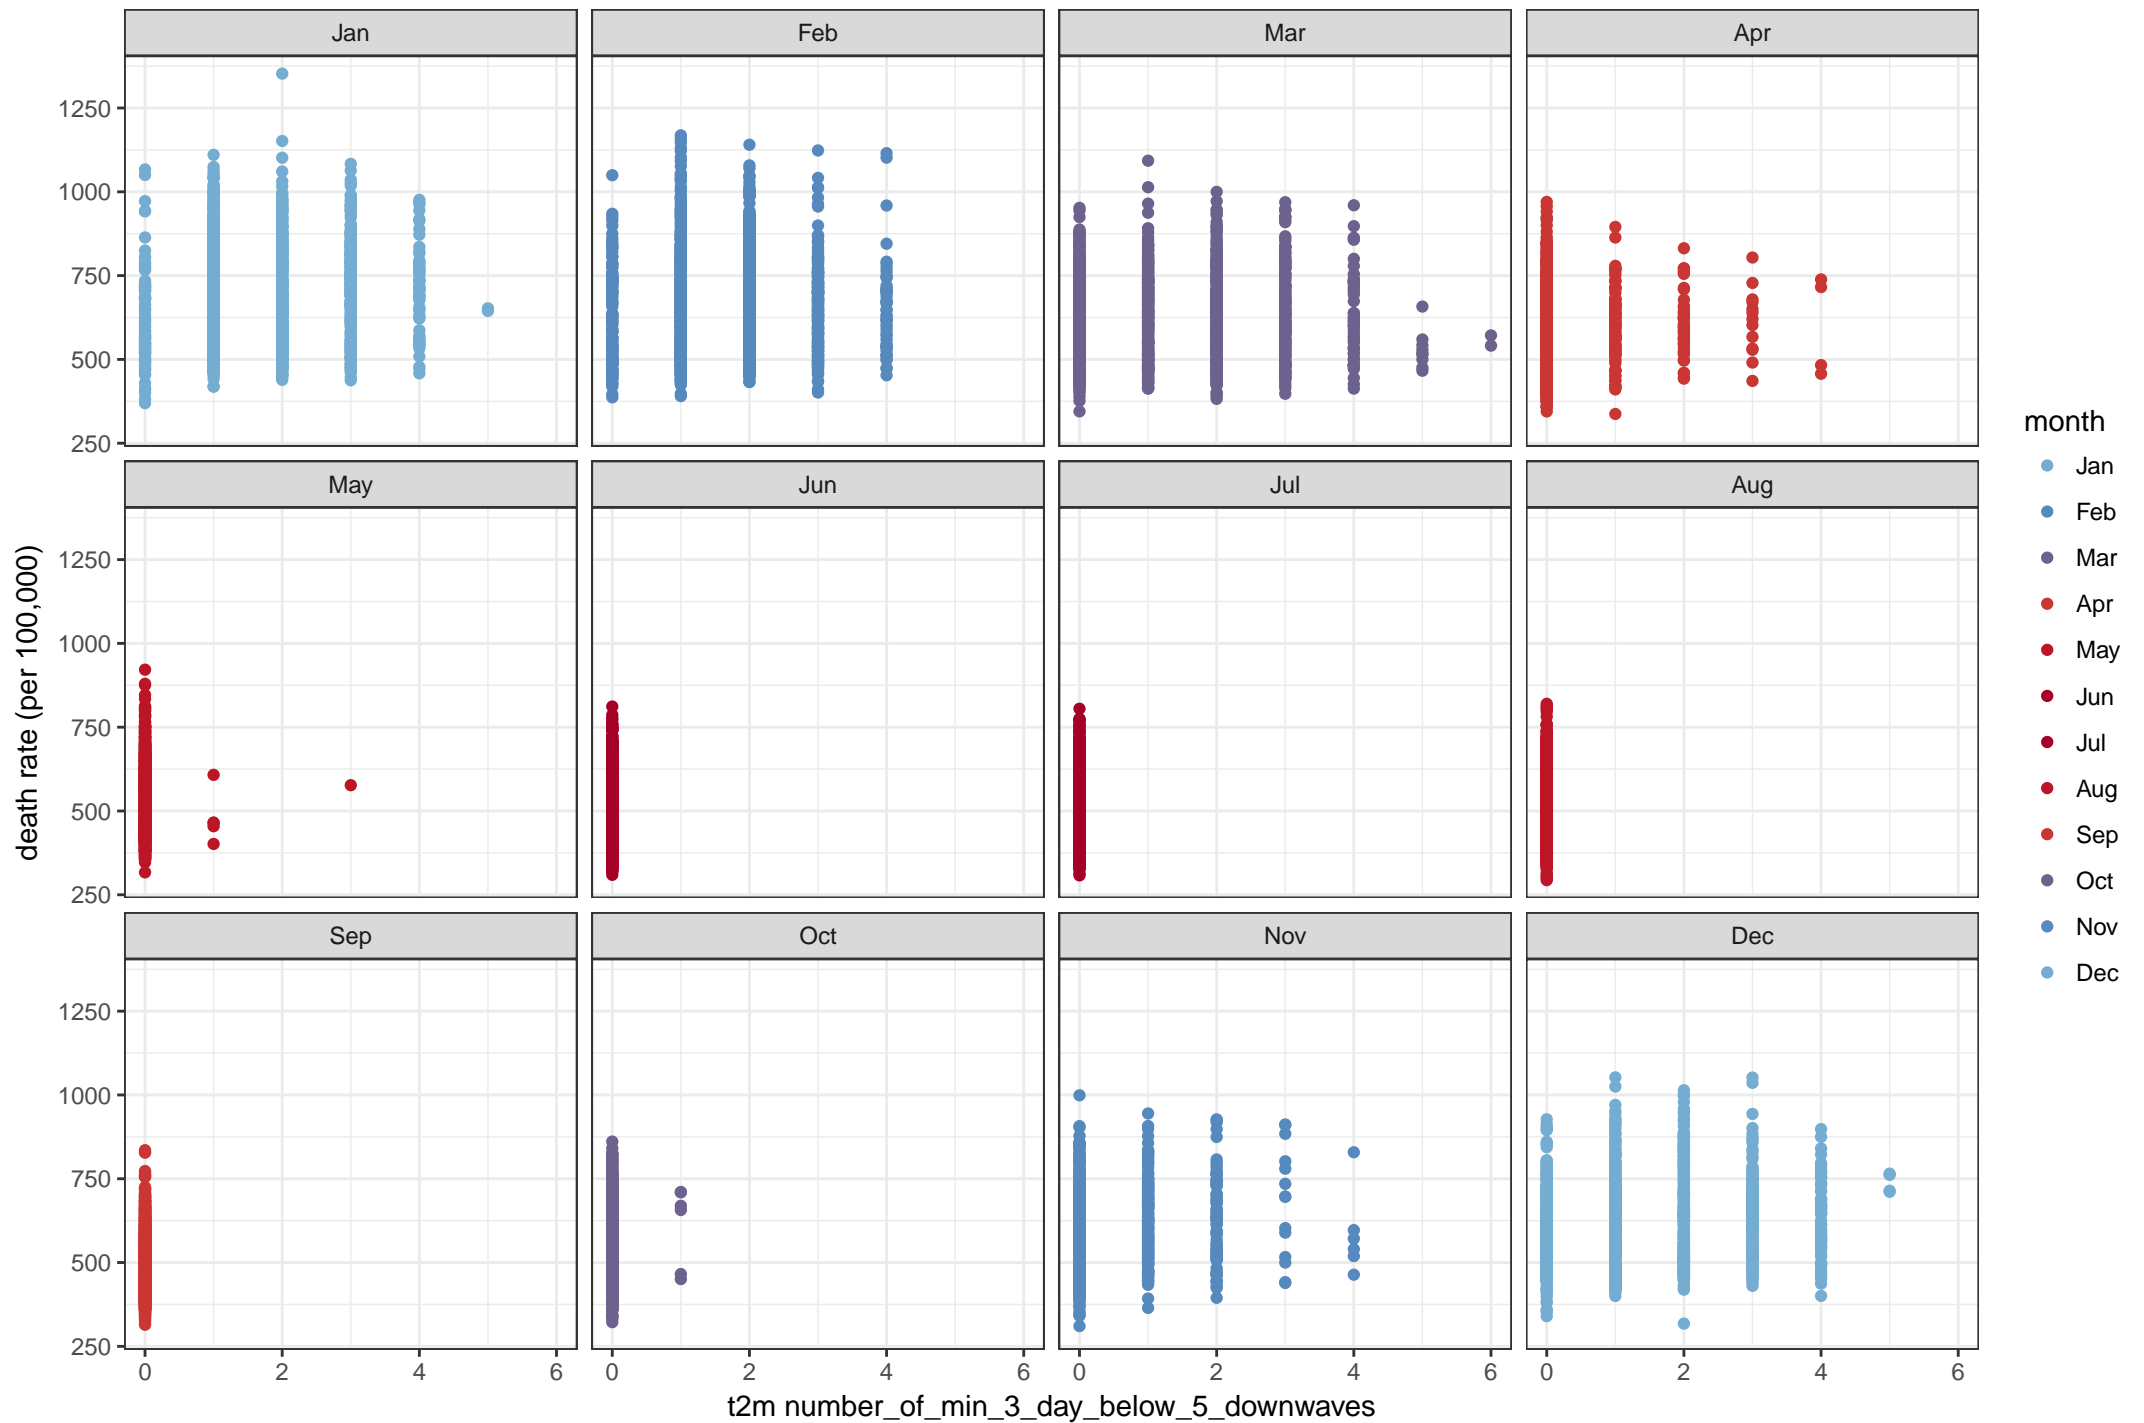 Jan Feb Mar Apr
1250
1000
750
500
250
May Jun Jul Aug
1250
1000
750
500
250
Sep Oct Nov Dec
1250
1000
750
500
250
0 2 4 6 0 2 4 6 0 2 4 6 0 2 4 6
t2m number_of_min_3_day_below_5_downwaves
death rate (per 100,000)
month
Jan
Feb
Mar
Apr
May
Jun
Jul
Aug
Sep
Oct
Nov
Dec